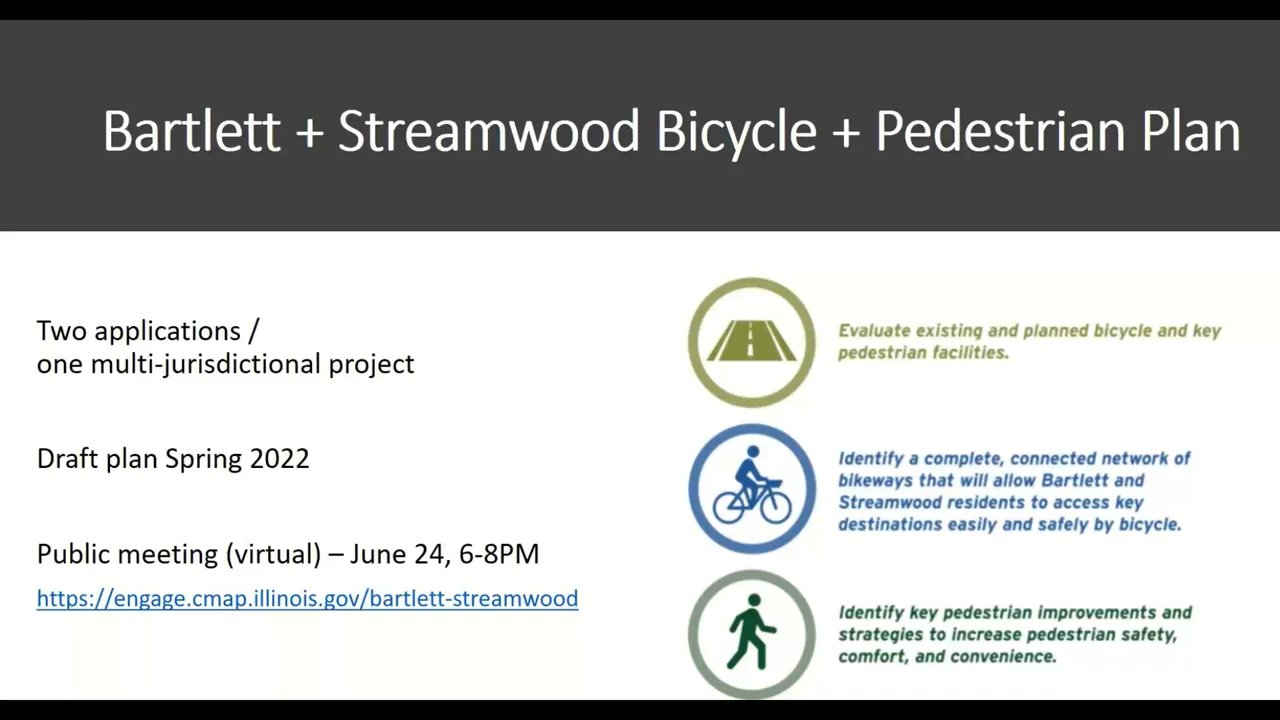 Bartlett + Streamwood Bicycle + Pedestrian Plan
Two applications /
one multi-jurisdictional project
Draft plan Spring 2022
Public meeting (virtual) – June 24, 6-8PM
https://engage.cmap.illinois.gov/bartlett-streamwood
Evaluate existing and planned bicycle and key
pedestrian facilities.
Identify a complete, connected network of
bikeways that will allow Bartlett and
Streamwood residents to access key
destinations easily and safely by bicycle.
Identify key pedestrian improvements and
strategies to increase pedestrian safety,
comfort, and convenience.